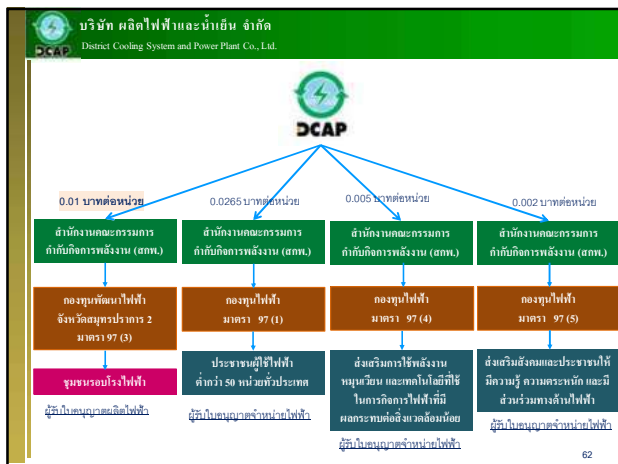 บริษัท ผลิตไฟฟ้าและน้ำเย็น จำกัด
District Cooling System and Power Plant Co., Ltd.
DCAP
DCAP
0.01 บาทต่อหน่วย
0.0265 บาทต่อหน่วย
0.005 บาทต่อหน่วย
0.002 บาทต่อหน่วย
สำนักงานคณะกรรมการ
กำกับกิจการพลังงาน (สกพ.)
สำนักงานคณะกรรมการ
กำกับกิจการพลังงาน (สกพ.)
สำนักงานคณะกรรมการ
กำกับกิจการพลังงาน (สกพ.)
สำนักงานคณะกรรมการ
กำกับกิจการพลังงาน (สกพ.)
กองทุนพัฒนาไฟฟ้า
จังหวัดสมุทรปราการ 2
มาตรา 97 (3)
กองทุนไฟฟ้า
มาตรา 97 (1)
กองทุนไฟฟ้า
มาตรา 97 (4)
กองทุนไฟฟ้า
มาตรา 97 (5)
ชุมชนรอบโรงไฟฟ้า
ประชาชนผู้ใช้ไฟฟ้า
ต่ำกว่า 50 หน่วยทั่วประเทศ
ส่งเสริมการใช้พลังงาน
หมุนเวียน และเทคโนโลยีที่ใช้
ในการกิจการไฟฟ้าที่มี
ผลกระทบต่อสิ่งแวดล้อมน้อย
ส่งเสริมสังคมและประชาชนให้
มีความรู้ ความตระหนัก และมี
ส่วนร่วมทางด้านไฟฟ้า
ผู้รับใบอนุญาตผลิตไฟฟ้า
ผู้รับใบอนุญาตจำหน่ายไฟฟ้า
ผู้รับใบอนุญาตจำหน่ายไฟฟ้า
ผู้รับใบอนุญาตจำหน่ายไฟฟ้า
62